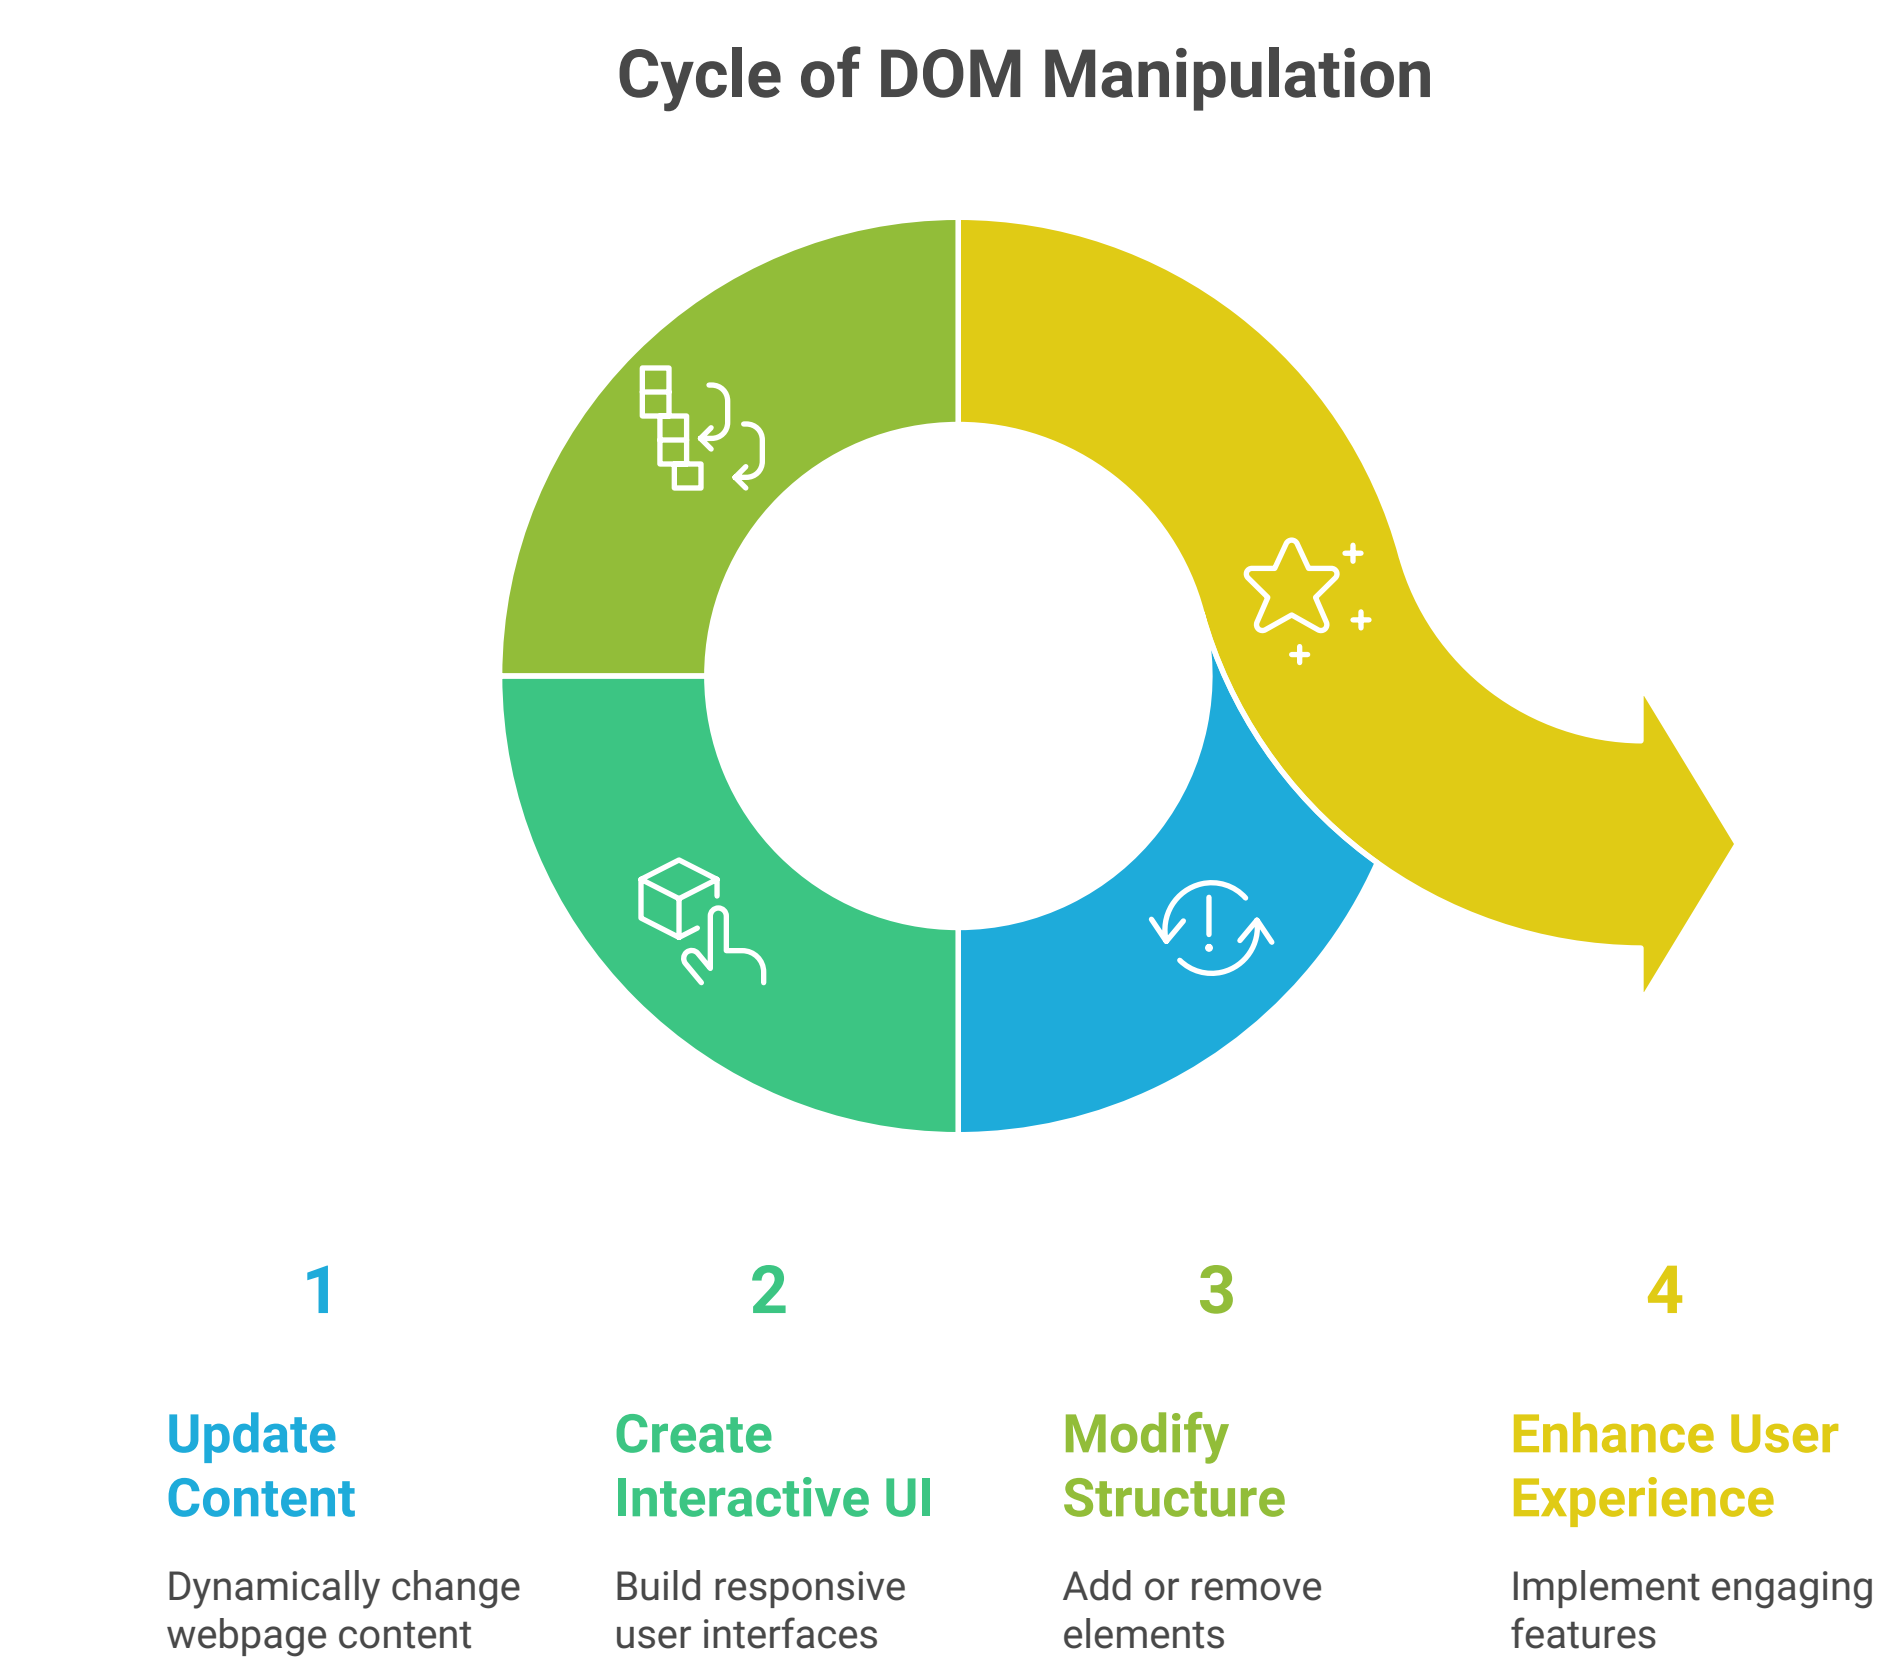 Cycle of DOM Manipulation
1
Update
Content
Dynamically change
webpage content
2
Create
Interactive UI
Build responsive
user interfaces
3
Modify
Structure
Add or remove
elements
4
Enhance User
Experience
Implement engaging
features